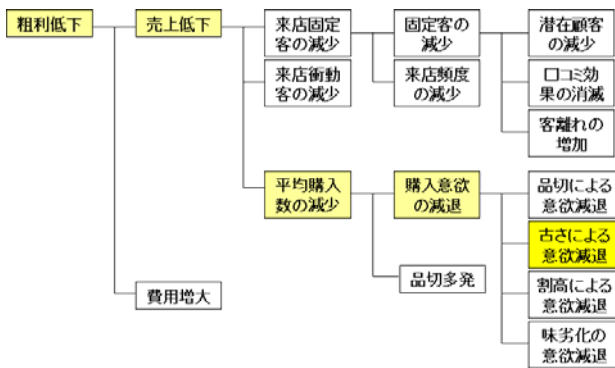 粗利低下
売上低下
来店固定
客の減少
固定客の
減少
潜在顧客
の減少
来店衝動
客の減少
来店頻度
の減少
口コミ効
果の消滅
客離れの
増加
平均購入
数の減少
購入意欲
の減退
品切による
意欲減退
古さによる
意欲減退
費用増大
品切多発
割高による
意欲減退
味劣化の
意欲減退